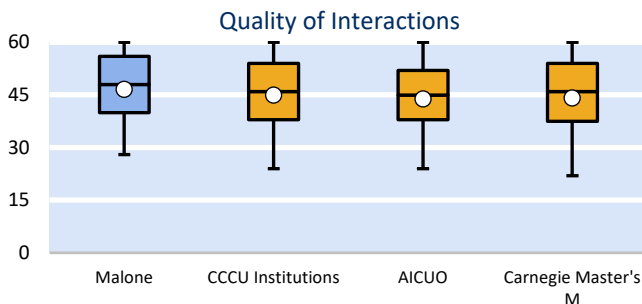 Quality of Interactions
60
45
30
15
0
Malone
CCCU Institutions
AICUO
Carnegie Master's
M